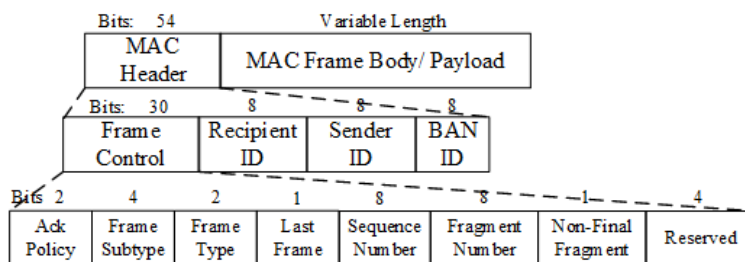 Bits: 54 Variable Length
MAC Header MAC Frame Body/ Payload
Bits: 30 8 8 8
Frame Control Recipient ID Sender ID BAN ID
Bits 2 4 2 1 8 8 1 4
Ack Policy Frame Subtype Frame Type Last Frame Sequence Number Fragment Number Non-Final Fragment Reserved